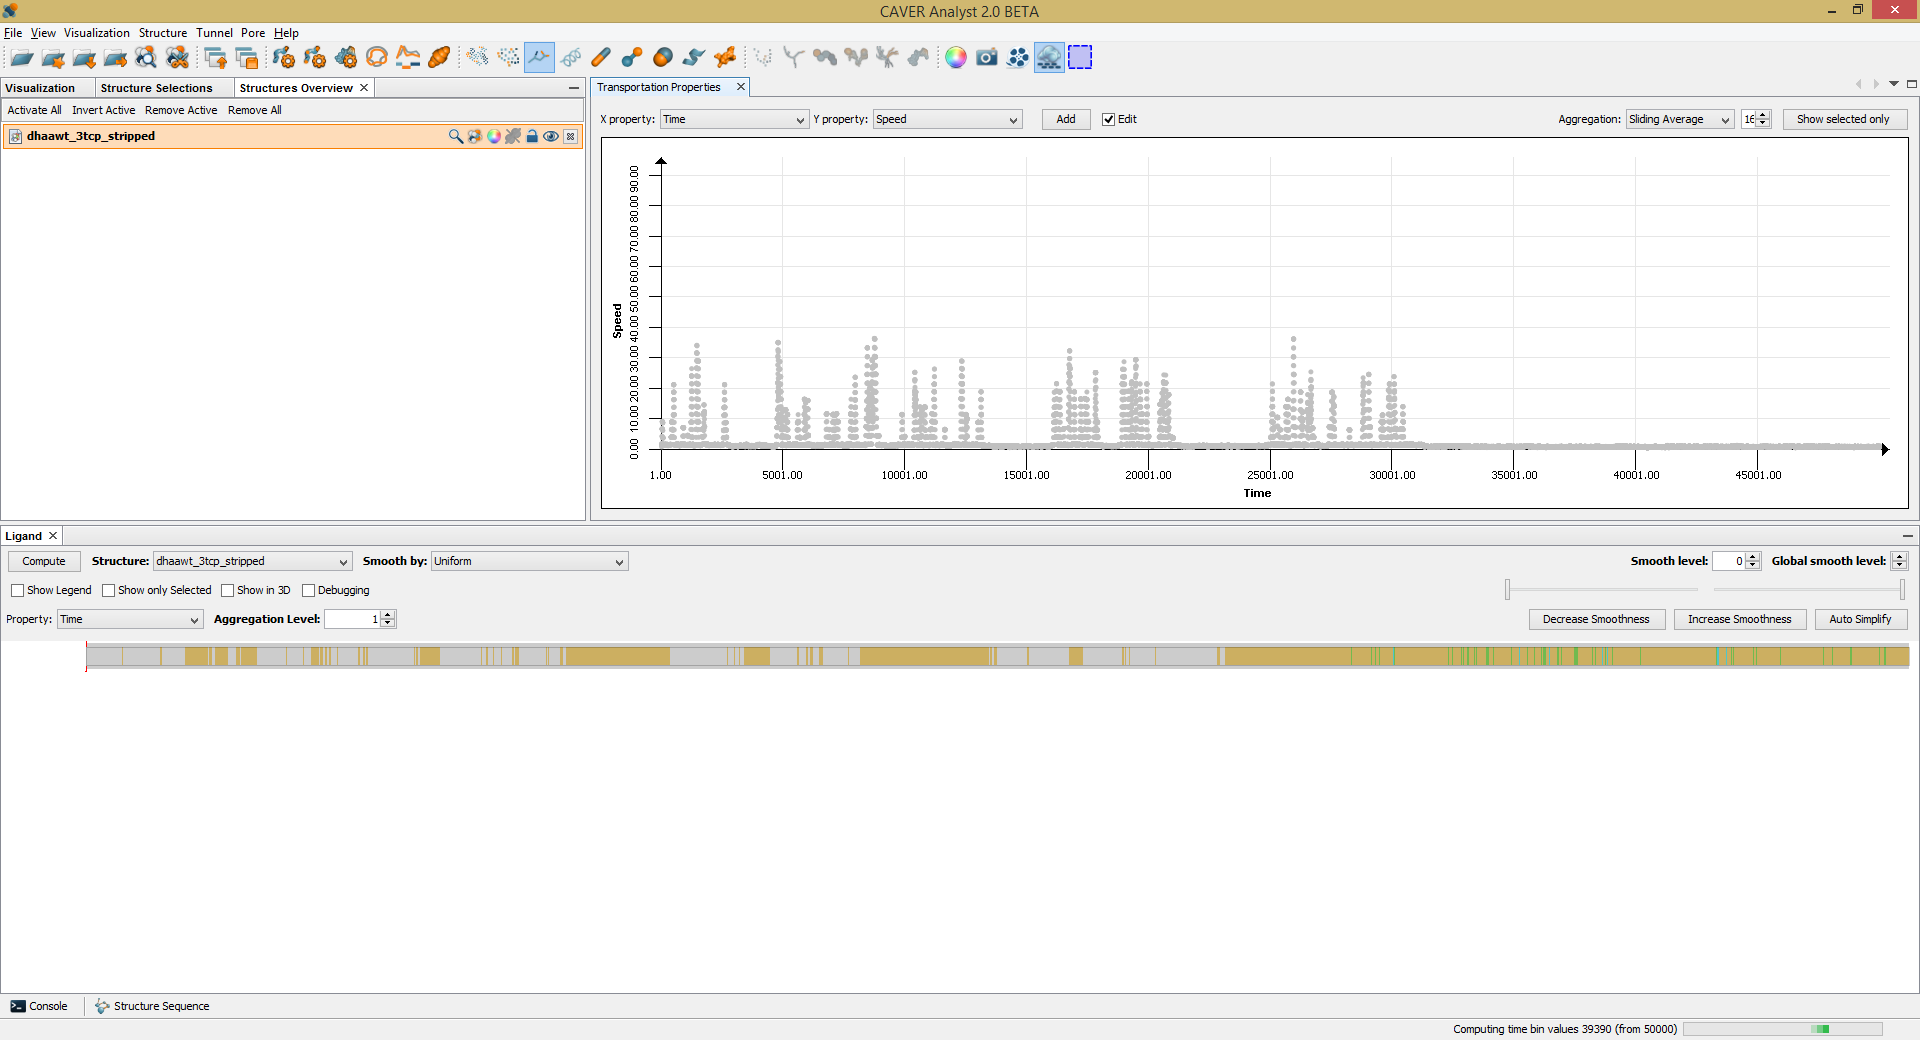 CAVER Analyst 2.0 BETA
File View Visualization Structure Tunnel Pore Help
Visualization Structure Selections Structures Overview
Activate All Invert Active Remove Active Remove All
dhaawt_3tcp_stripped
Transportation Properties
X property: Time Y property: Speed Add Edit Aggregation: Sliding Average 16 Show selected only
90.00
80.00
70.00
60.00
50.00
40.00
30.00
20.00
10.00
0.00
Speed
1.00 5001.00 10001.00 15001.00 20001.00 25001.00 30001.00 35001.00 40001.00 45001.00
Time
Ligand
Compute Structure: dhaawt_3tcp_stripped Smooth by: Uniform Smooth level: 0 Global smooth level:
Show Legend Show only Selected Show in 3D Debugging
Property: Time Aggregation Level: 1 Decrease Smoothness Increase Smoothness Auto Simplify
Console Structure Sequence
Computing time bin values 39390 (from 50000)